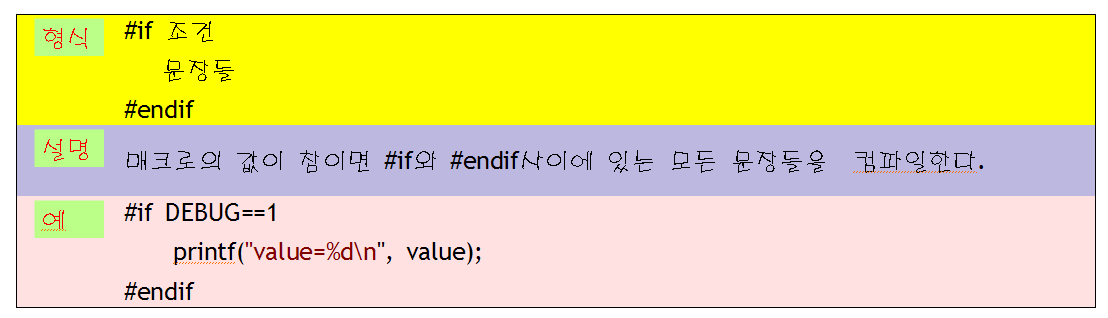 형식 #if 조건
문장들
#endif
설명 매크로의 값이 참이면 #if와 #endif사이에 있는 모든 문장들을 컴파일한다.
예 #if DEBUG==1
printf("value=%d\n", value);
#endif